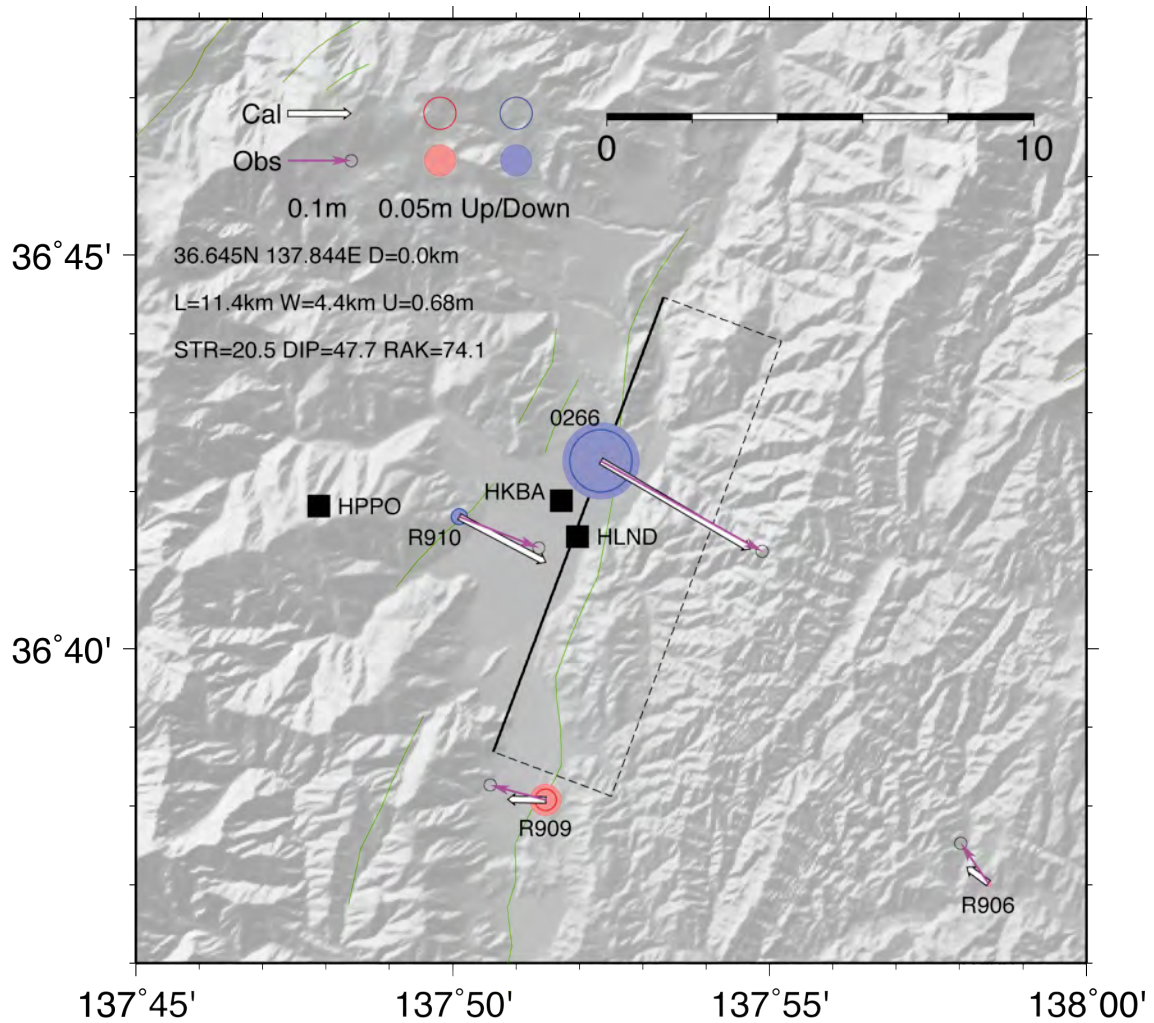 Cal
0 10
Obs
0.1m 0.05m Up/Down
36°45'
36.645N 137.844E D=0.0km
L=11.4km W=4.4km U=0.68m
STR=20.5 DIP=47.7 RAK=74.1
0266
HKBA
HPPO
R910
HLND
36°40'
R909
R906
137°45' 137°50' 137°55' 138°00'